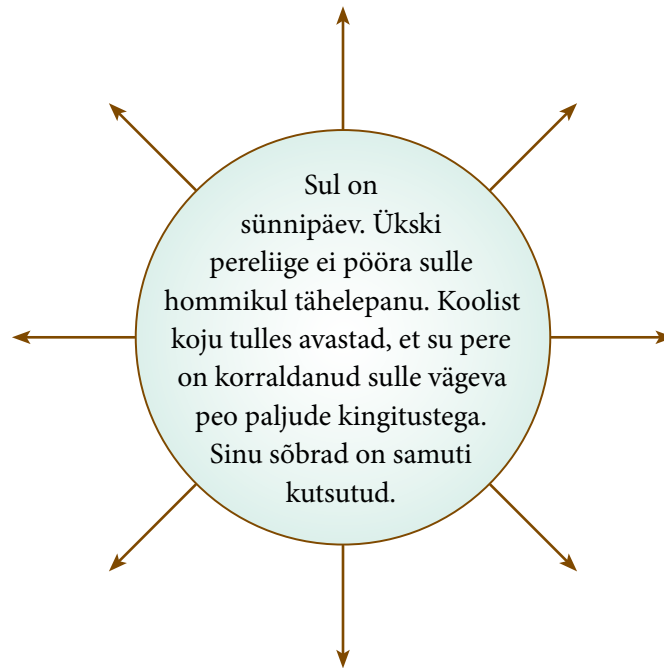 Sul on
sünnipäev. Ükski
pereliige ei pööra sulle
hommikul tähelepanu. Koolist
koju tulles avastad, et su pere
on korraldanud sulle vägeva
peo paljude kingitustega.
Sinu sõbrad on samuti
kutsutud.